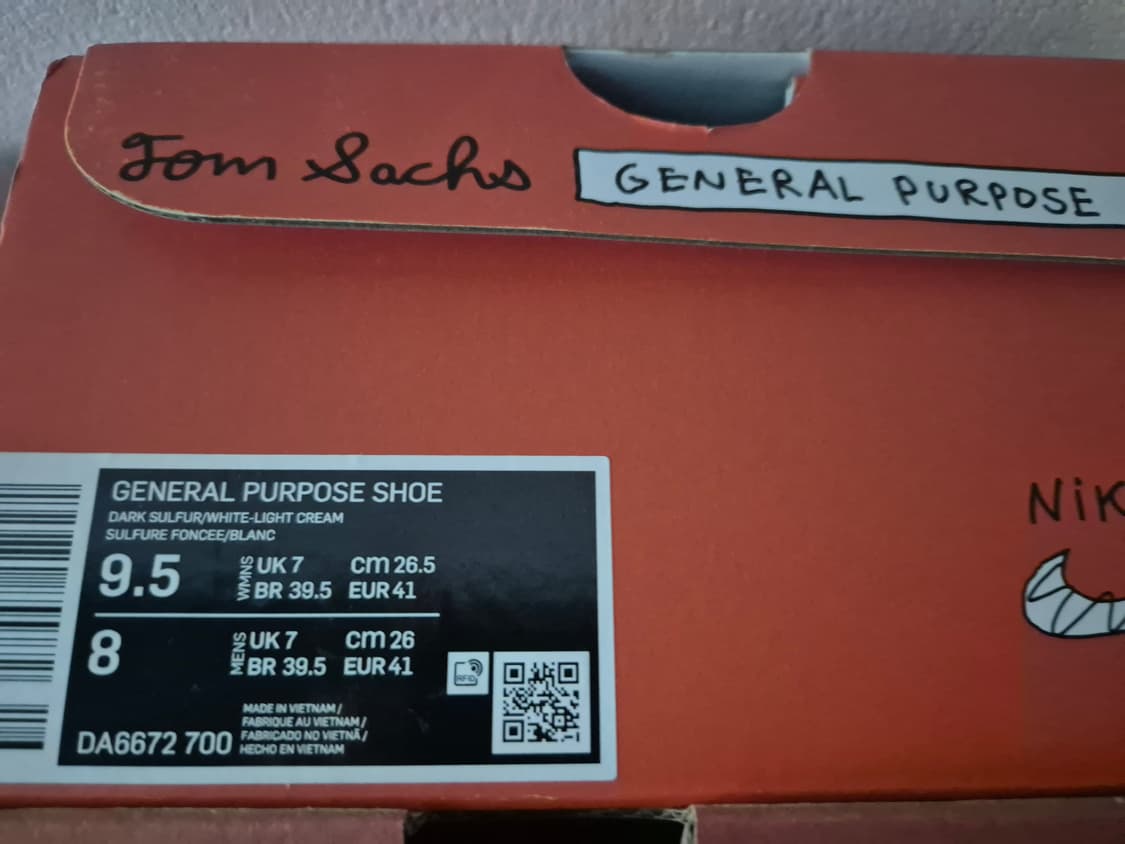 Tom Sachs GENERAL PURPOSE
GENERAL PURPOSE SHOE
DARK SULFUR/WHITE-LIGHT CREAM
SULFURE FONCEE/BLANC
9.5 WMNS UK 7 cm 26.5
BR 39.5 EUR 41
8 MENS UK 7 cm 26
BR 39.5 EUR 41
RFID
MADE IN VIETNAM /
FABRIQUE AU VIETNAM /
FABRICADO NO VIETNÃ /
HECHO EN VIETNAM
DA6672 700